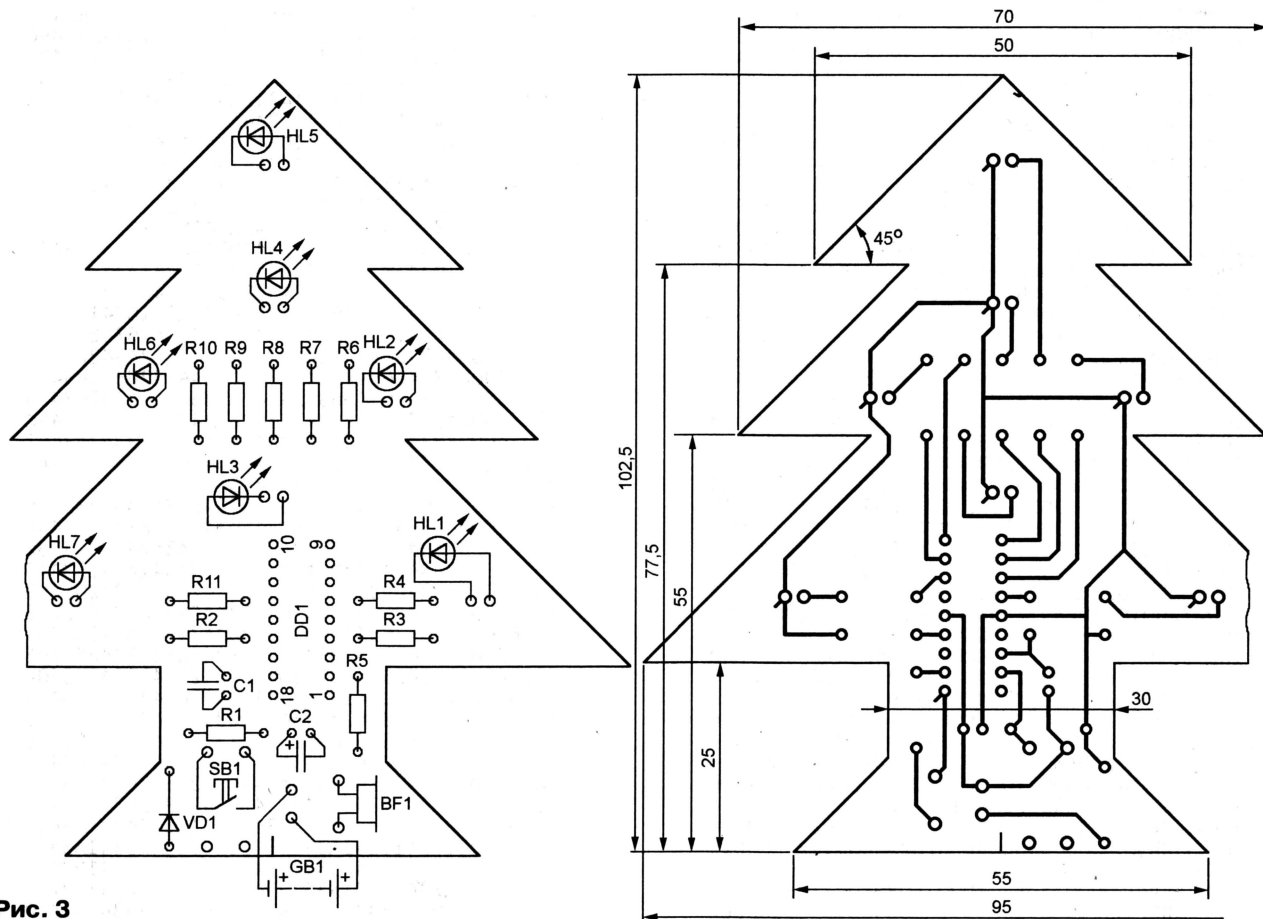 HL5
HL4
HL6
R10 R9 R8 R7 R6
HL2
HL3
HL7
HL1
10
9
R11
R4
DD1
R2
R3
C1
18
1
R5
R1
C2
+
SB1
VD1
BF1
GB1
+
+
Рис. 3
70
50
45°
102,5
77,5
55
25
30
55
95